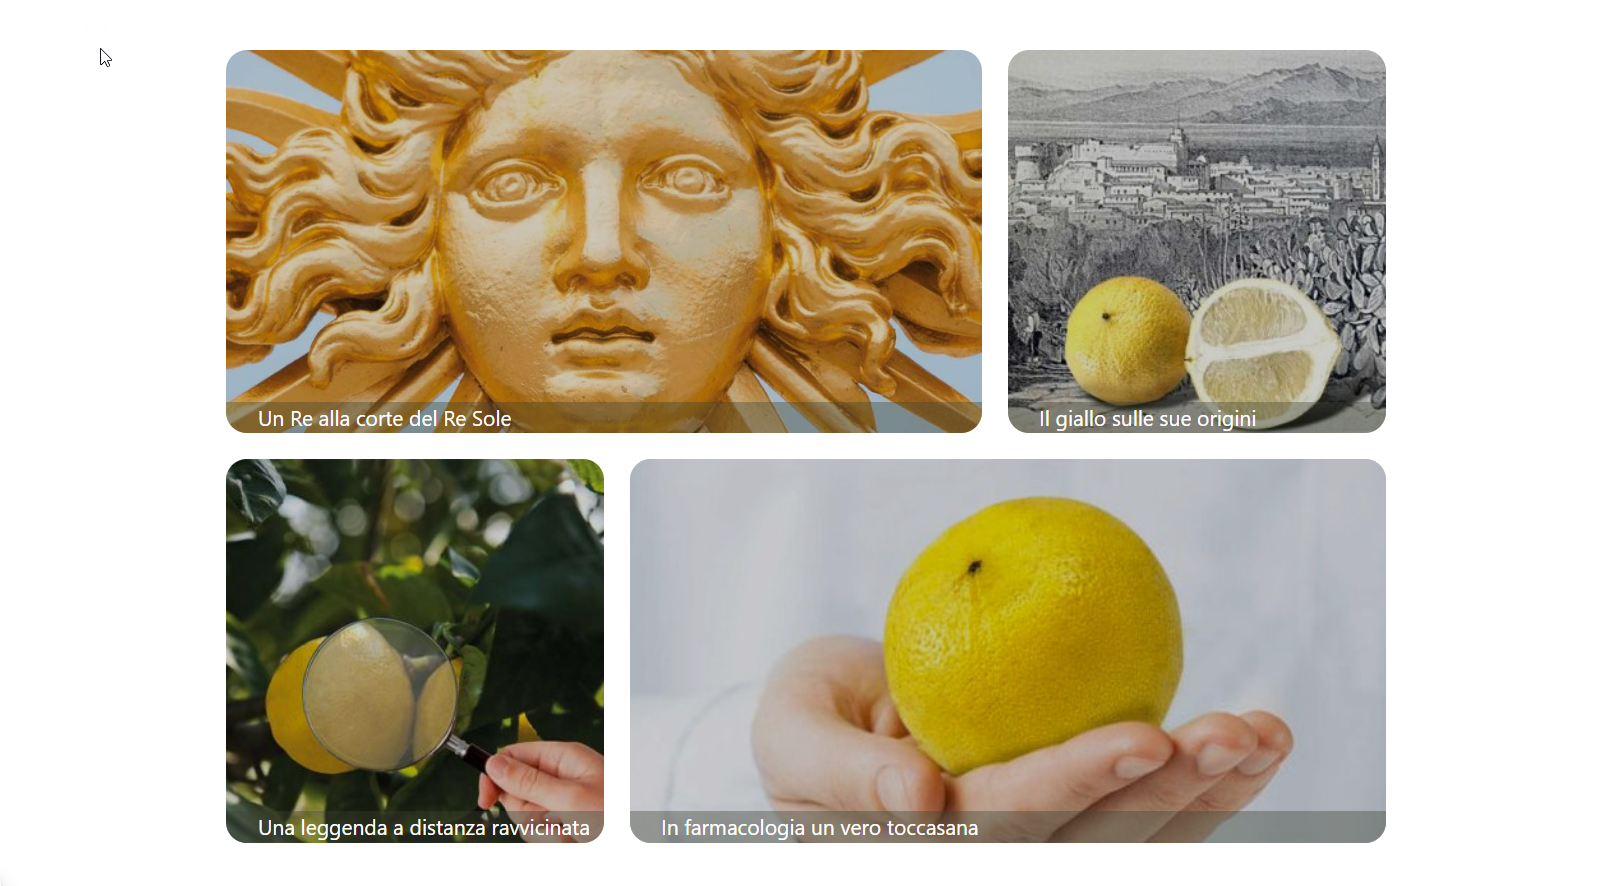 Un Re alla corte del Re Sole
Il giallo sulle sue origini
Una leggenda a distanza ravvicinata
In farmacologia un vero toccasana